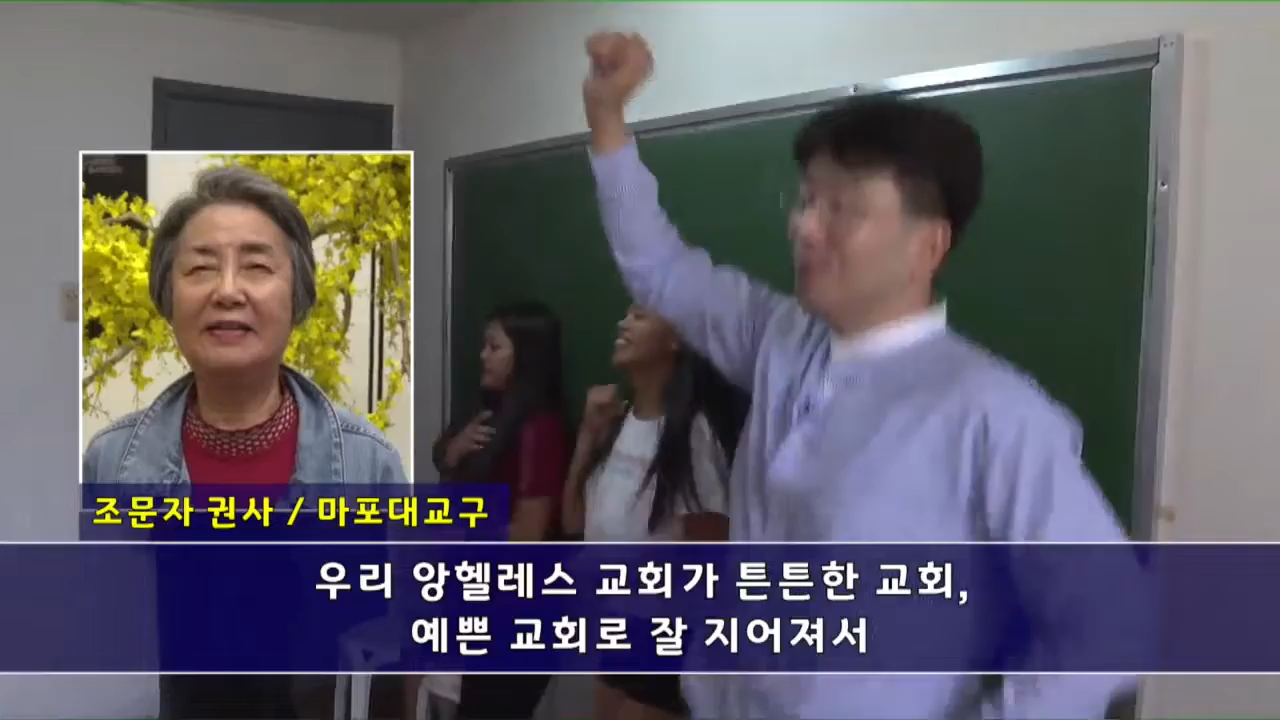 조문자 권사 / 마포대교구
우리 앙헬레스 교회가 튼튼한 교회,
예쁜 교회로 잘 지어져서